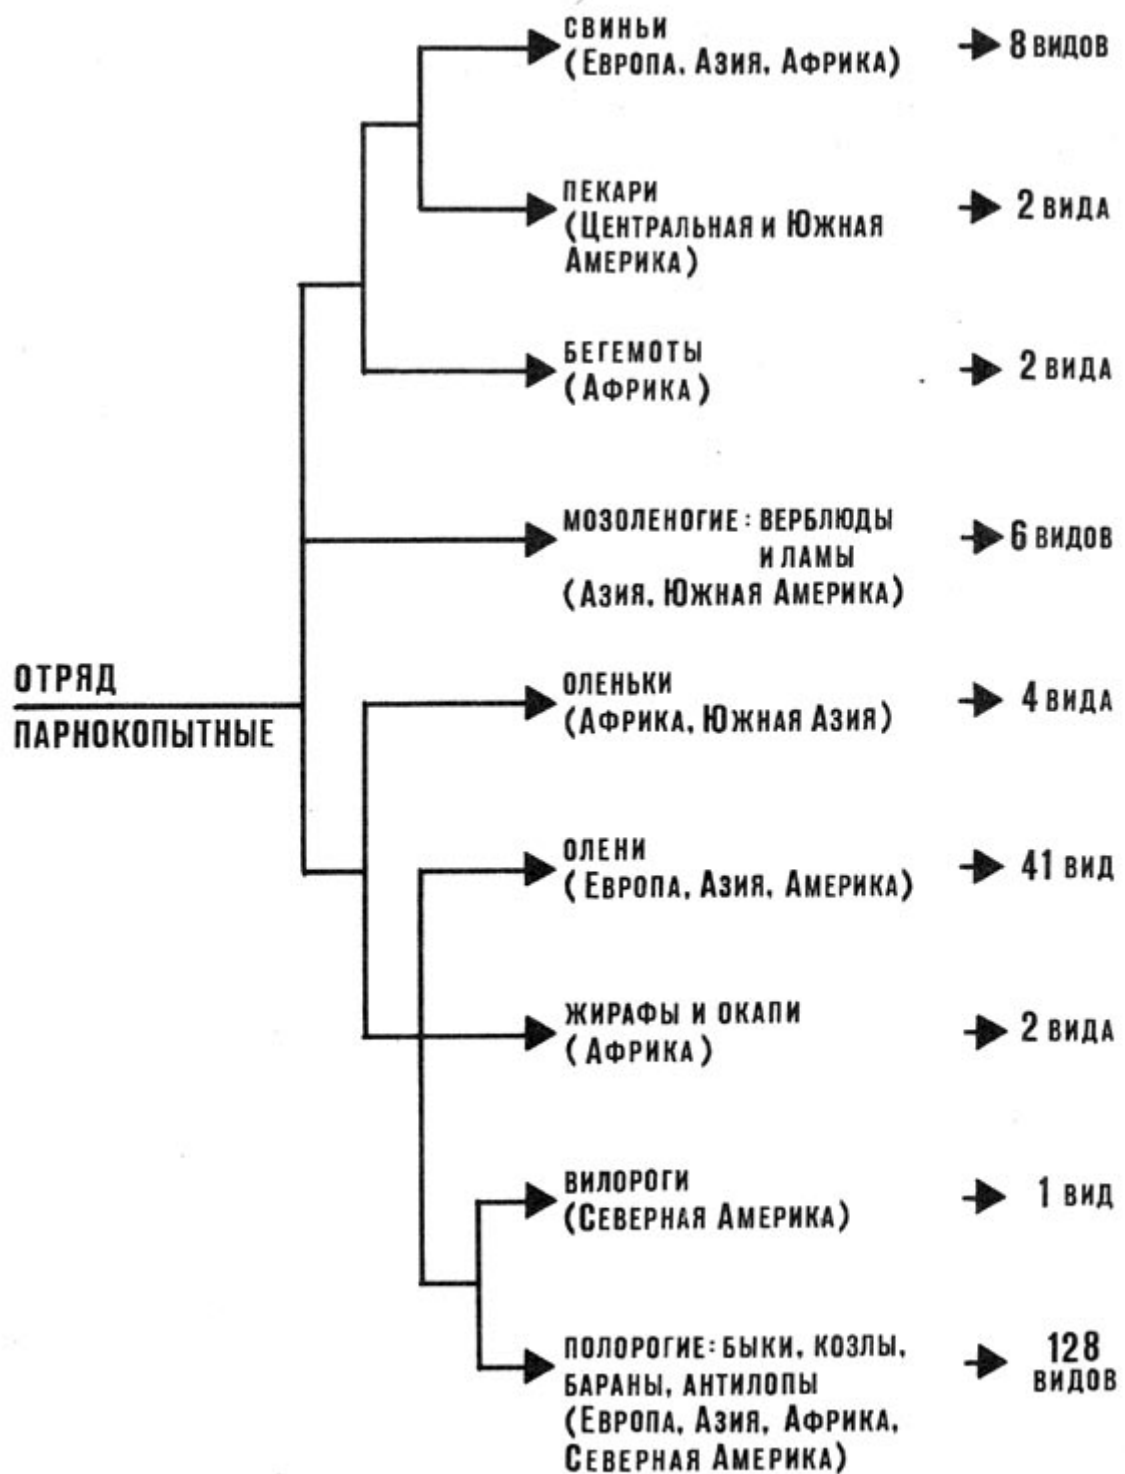 СВИНЬИ
(ЕВРОПА, АЗИЯ, АФРИКА)
8 ВИДОВ
ПЕКАРИ
(ЦЕНТРАЛЬНАЯ И ЮЖНАЯ
АМЕРИКА)
2 ВИДА
БЕГЕМОТЫ
(АФРИКА)
2 ВИДА
МОЗОЛЕНОГИЕ: ВЕРБЛЮДЫ
И ЛАМЫ
(АЗИЯ, ЮЖНАЯ АМЕРИКА)
6 ВИДОВ
ОТРЯД
ПАРНОКОПЫТНЫЕ
ОЛЕНЬКИ
(АФРИКА, ЮЖНАЯ АЗИЯ)
4 ВИДА
ОЛЕНИ
(ЕВРОПА, АЗИЯ, АМЕРИКА)
41 ВИД
ЖИРАФЫ И ОКАПИ
(АФРИКА)
2 ВИДА
ВИЛОРОГИ
(СЕВЕРНАЯ АМЕРИКА)
1 ВИД
ПОЛОРОГИЕ: БЫКИ, КОЗЛЫ,
БАРАНЫ, АНТИЛОПЫ
(ЕВРОПА, АЗИЯ, АФРИКА,
СЕВЕРНАЯ АМЕРИКА)
128
ВИДОВ